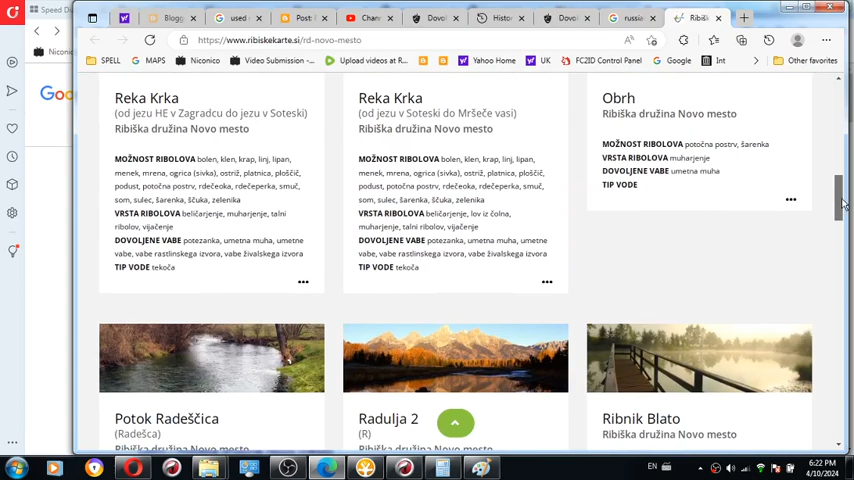 Speed Dia
Blogg
used
Post:
Chan
Dovo
Histor
Dovo
russie
Ribišk
https://www.ribiskekarte.si/rd-novo-mesto
Niconic
SPELL
MAPS
Niconico
Video Submission -...
Upload videos at R...
Yahoo Home
UK
FC2ID Control Panel
Google
Int
Other favorites
Goo
Reka Krka
(od jezu HE v Zagradcu do jezu v Soteski)
Ribiška družina Novo mesto
MOŽNOST RIBOLOVA bolen, klen, krap, linj, lipan,
menek, mrena, ogrica (sivka), ostriž, platnica, ploščič,
podust, potočna postrv, rdečeoka, rdečeperka, smuč,
som, sulec, šarenka, ščuka, zelenika
VRSTA RIBOLOVA beličarjenje, muharjenje, talni
ribolov, vijačenje
DOVOLJENE VABE potezanka, umetna muha, umetne
vabe, vabe rastlinskega izvora, vabe živalskega izvora
TIP VODE tekoča
Reka Krka
(od jezu v Soteski do Mršeče vasi)
Ribiška družina Novo mesto
MOŽNOST RIBOLOVA bolen, klen, krap, linj, lipan,
menek, mrena, ogrica (sivka), ostriž, platnica, ploščič,
podust, potočna postrv, rdečeoka, rdečeperka, smuč,
som, sulec, šarenka, ščuka, zelenika
VRSTA RIBOLOVA beličarjenje, lov iz čolna,
muharjenje, talni ribolov, vijačenje
DOVOLJENE VABE potezanka, umetna muha, umetne
vabe, vabe rastlinskega izvora, vabe živalskega izvora
TIP VODE tekoča
Obrh
Ribiška družina Novo mesto
MOŽNOST RIBOLOVA potočna postrv, šarenka
VRSTA RIBOLOVA muharjenje
DOVOLJENE VABE umetna muha
TIP VODE
Potok Radeščica
(Radešca)
Ribiška družina Novo mesto
Radulja 2
(R)
Ribiška družina Novo mesto
Ribnik Blato
Ribiška družina Novo mesto
EN
6:22 PM
4/10/2024